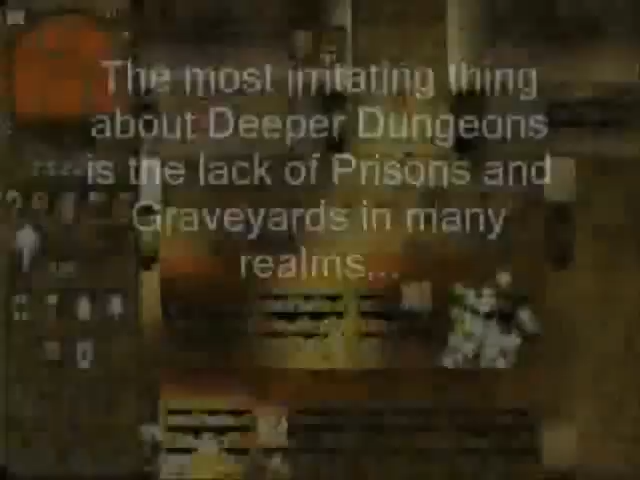 The most irritating thing
about Deeper Dungeons
is the lack of Prisons and
Graveyards in many
realms...